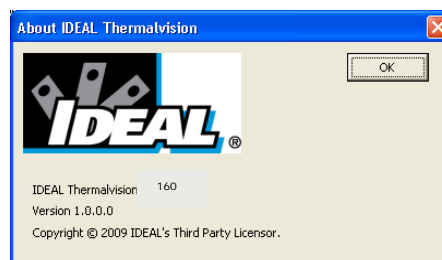 About IDEAL Thermalvision
OK
IDEAL®
IDEAL Thermalvision 160
Version 1.0.0.0
Copyright © 2009 IDEAL's Third Party Licensor.